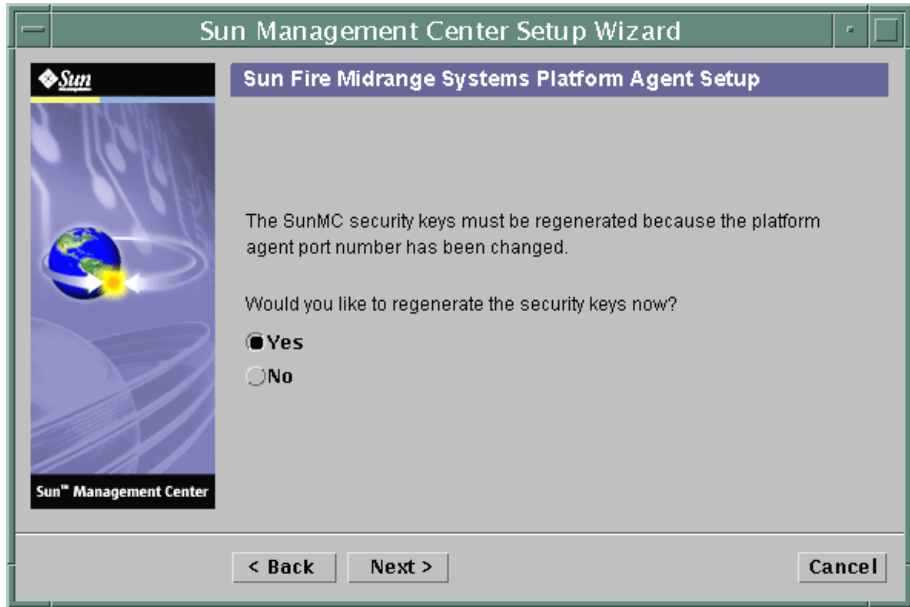 Sun Management Center Setup Wizard
Sun
Sun Fire Midrange Systems Platform Agent Setup
The SunMC security keys must be regenerated because the platform
agent port number has been changed.
Would you like to regenerate the security keys now?
Yes
No
Sun™ Management Center
< Back
Next >
Cancel